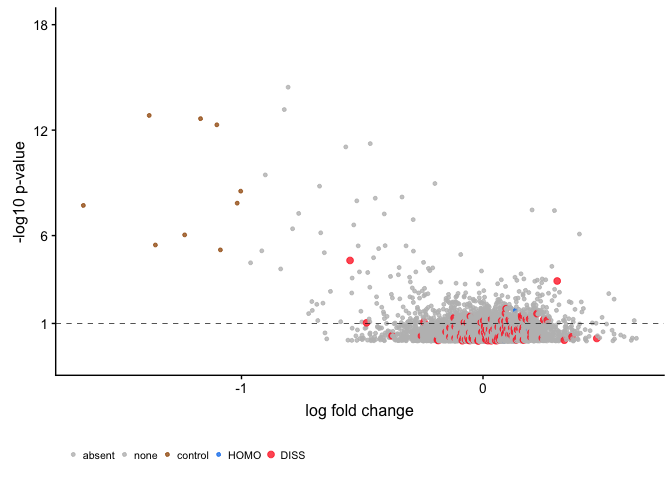 18
12
6
1
-log10 p-value
-1
0
log fold change
absent none control HOMO DISS